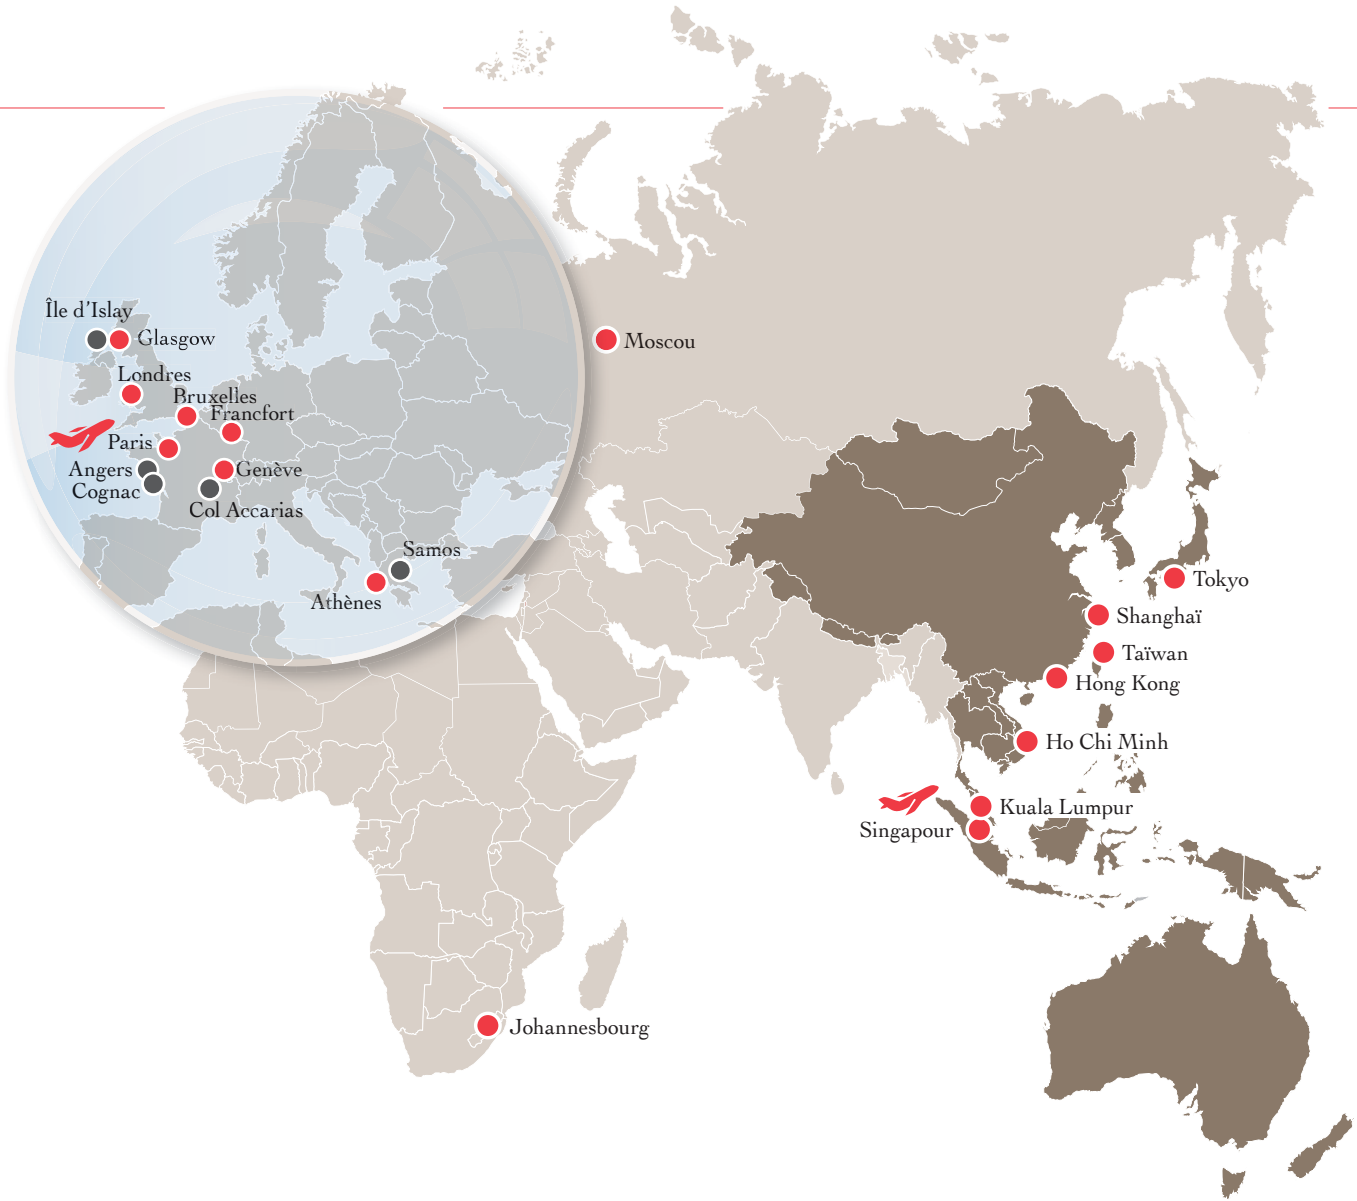 Île d’Islay
Glasgow
Moscou
Londres
Bruxelles
Francfort
Paris
Angers
Genève
Cognac
Col Accarias
Samos
Athènes
Tokyo
Shanghaï
Taïwan
Hong Kong
Ho Chi Minh
Kuala Lumpur
Singapour
Johannesbourg